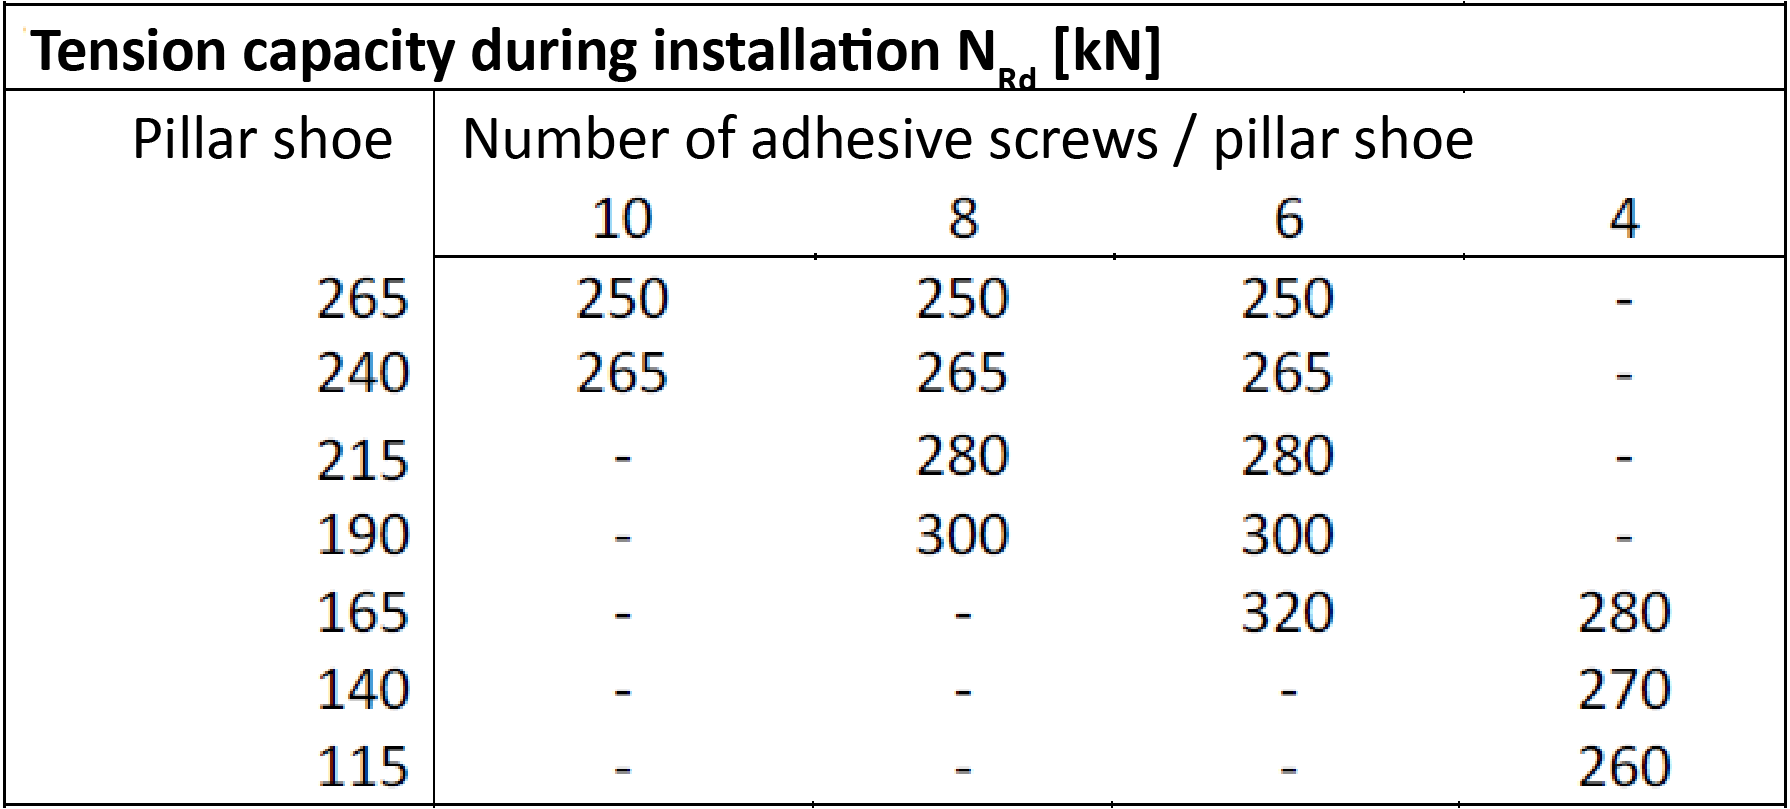 Tension capacity during installation NRd [kN]
Pillar shoe Number of adhesive screws / pillar shoe
10 8 6 4
265 250 250 250 -
240 265 265 265 -
215 - 280 280 -
190 - 300 300 -
165 - - 320 280
140 - - - 270
115 - - - 260